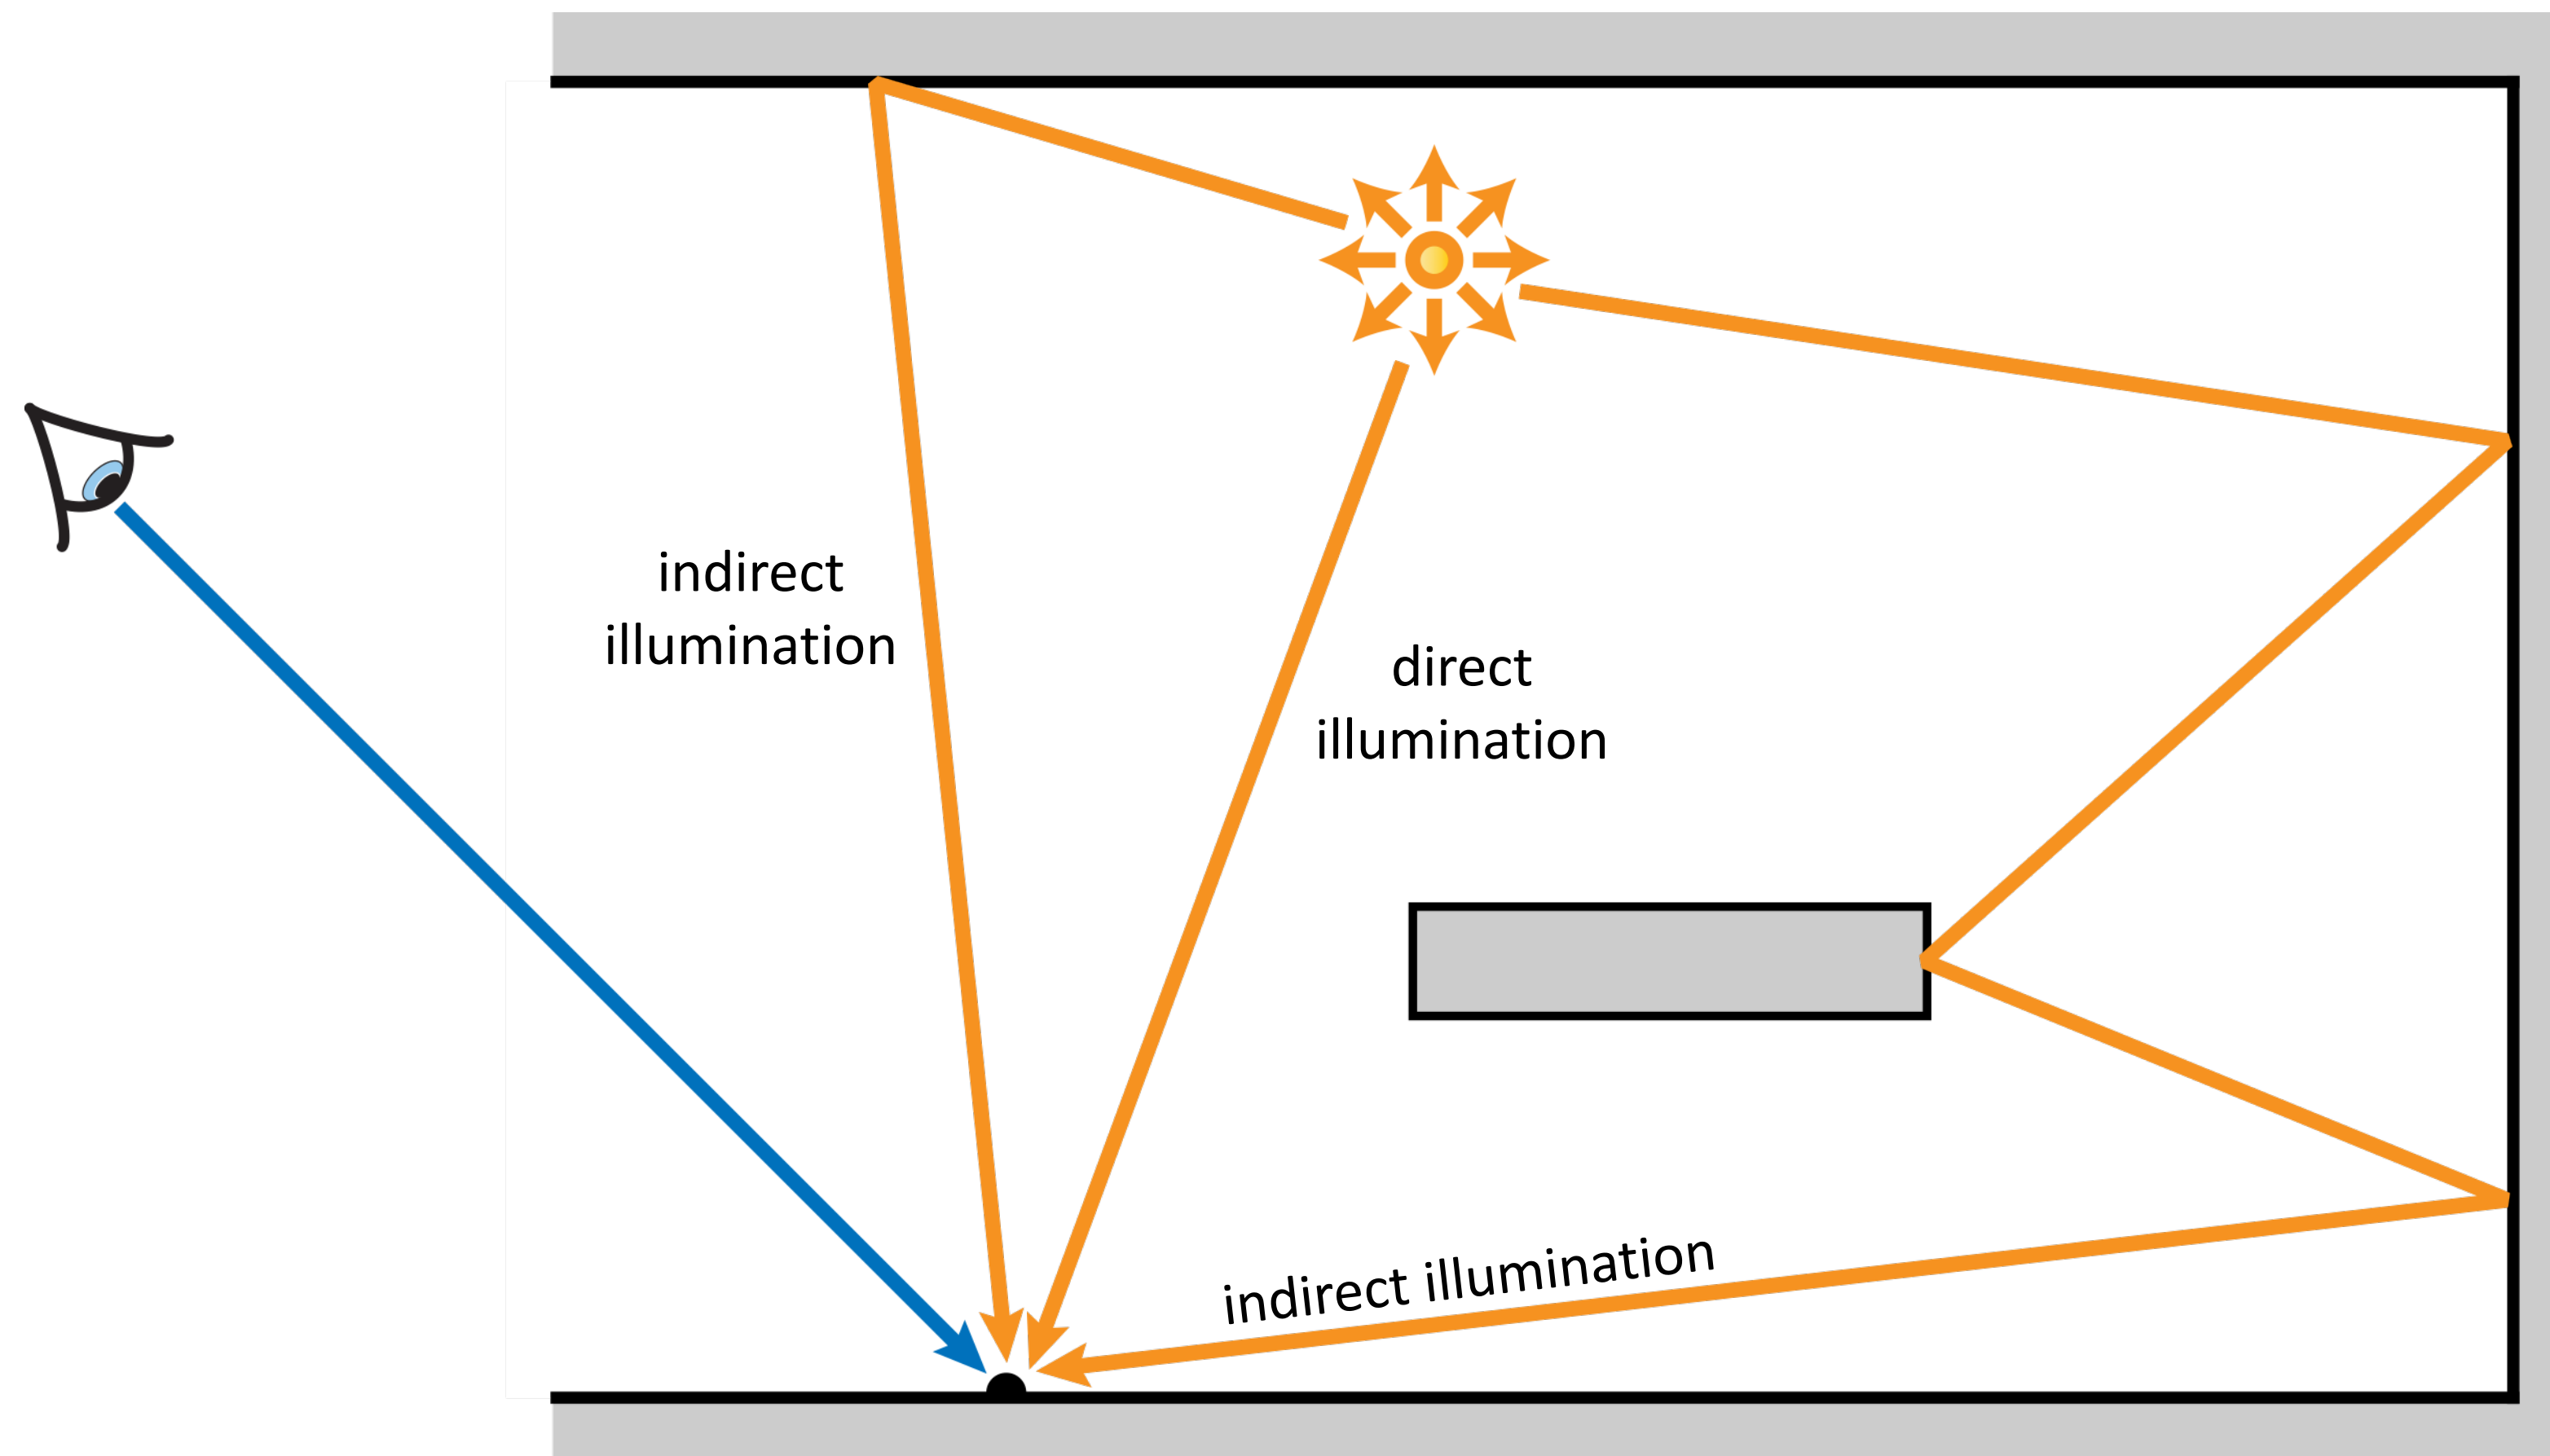 indirect
illumination
direct
illumination
indirect illumination